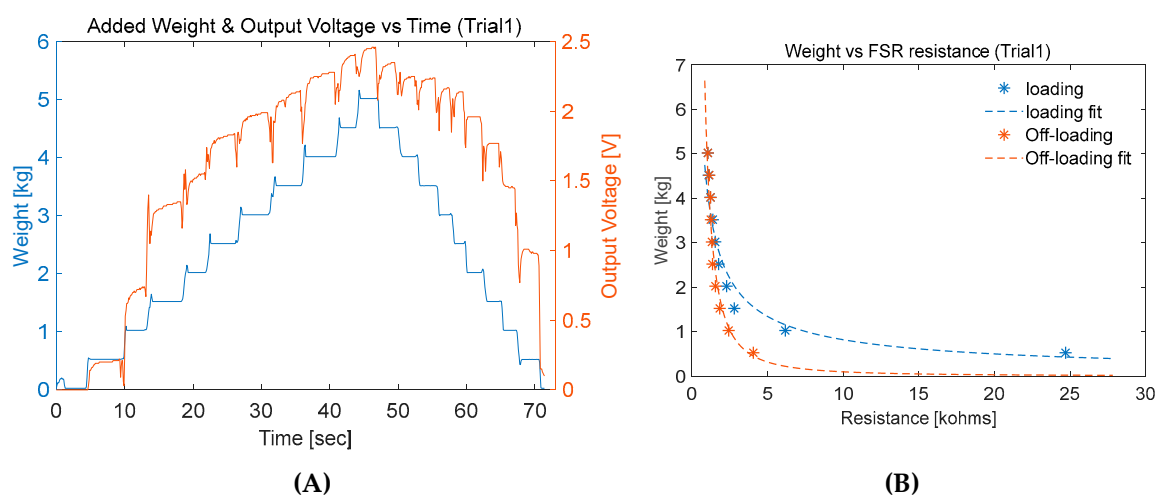 Added Weight & Output Voltage vs Time (Trial1)
6
5
4
3
2
1
0
Weight [kg]
2.5
2
1.5
1
0.5
0
Output Voltage [V]
0 10 20 30 40 50 60 70
Time [sec]
(A)
Weight vs FSR resistance (Trial1)
7
6
5
4
3
2
1
0
Weight [kg]
loading
loading fit
Off-loading
Off-loading fit
0 5 10 15 20 25 30
Resistance [kohms]
(B)